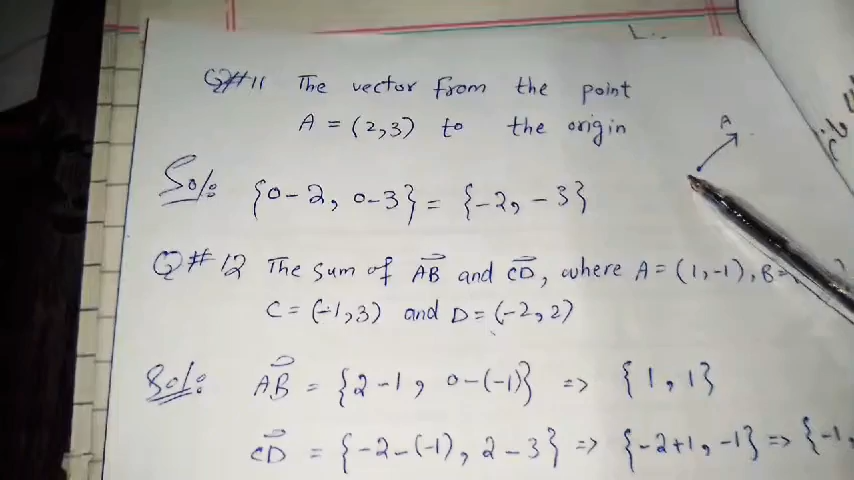 Q#11 The vector from the point
A = (2,3) to the origin
A
Sol: {0-2, 0-3} = {-2, -3}
Q#12 The sum of AB and CD, where A = (1,-1), B=
C = (-1,3) and D = (-2,2)
Sol: AB = {2-1, 0-(-1)} => {1, 1}
CD = {-2-(-1), 2-3} => {-2+1, -1} => {-1,